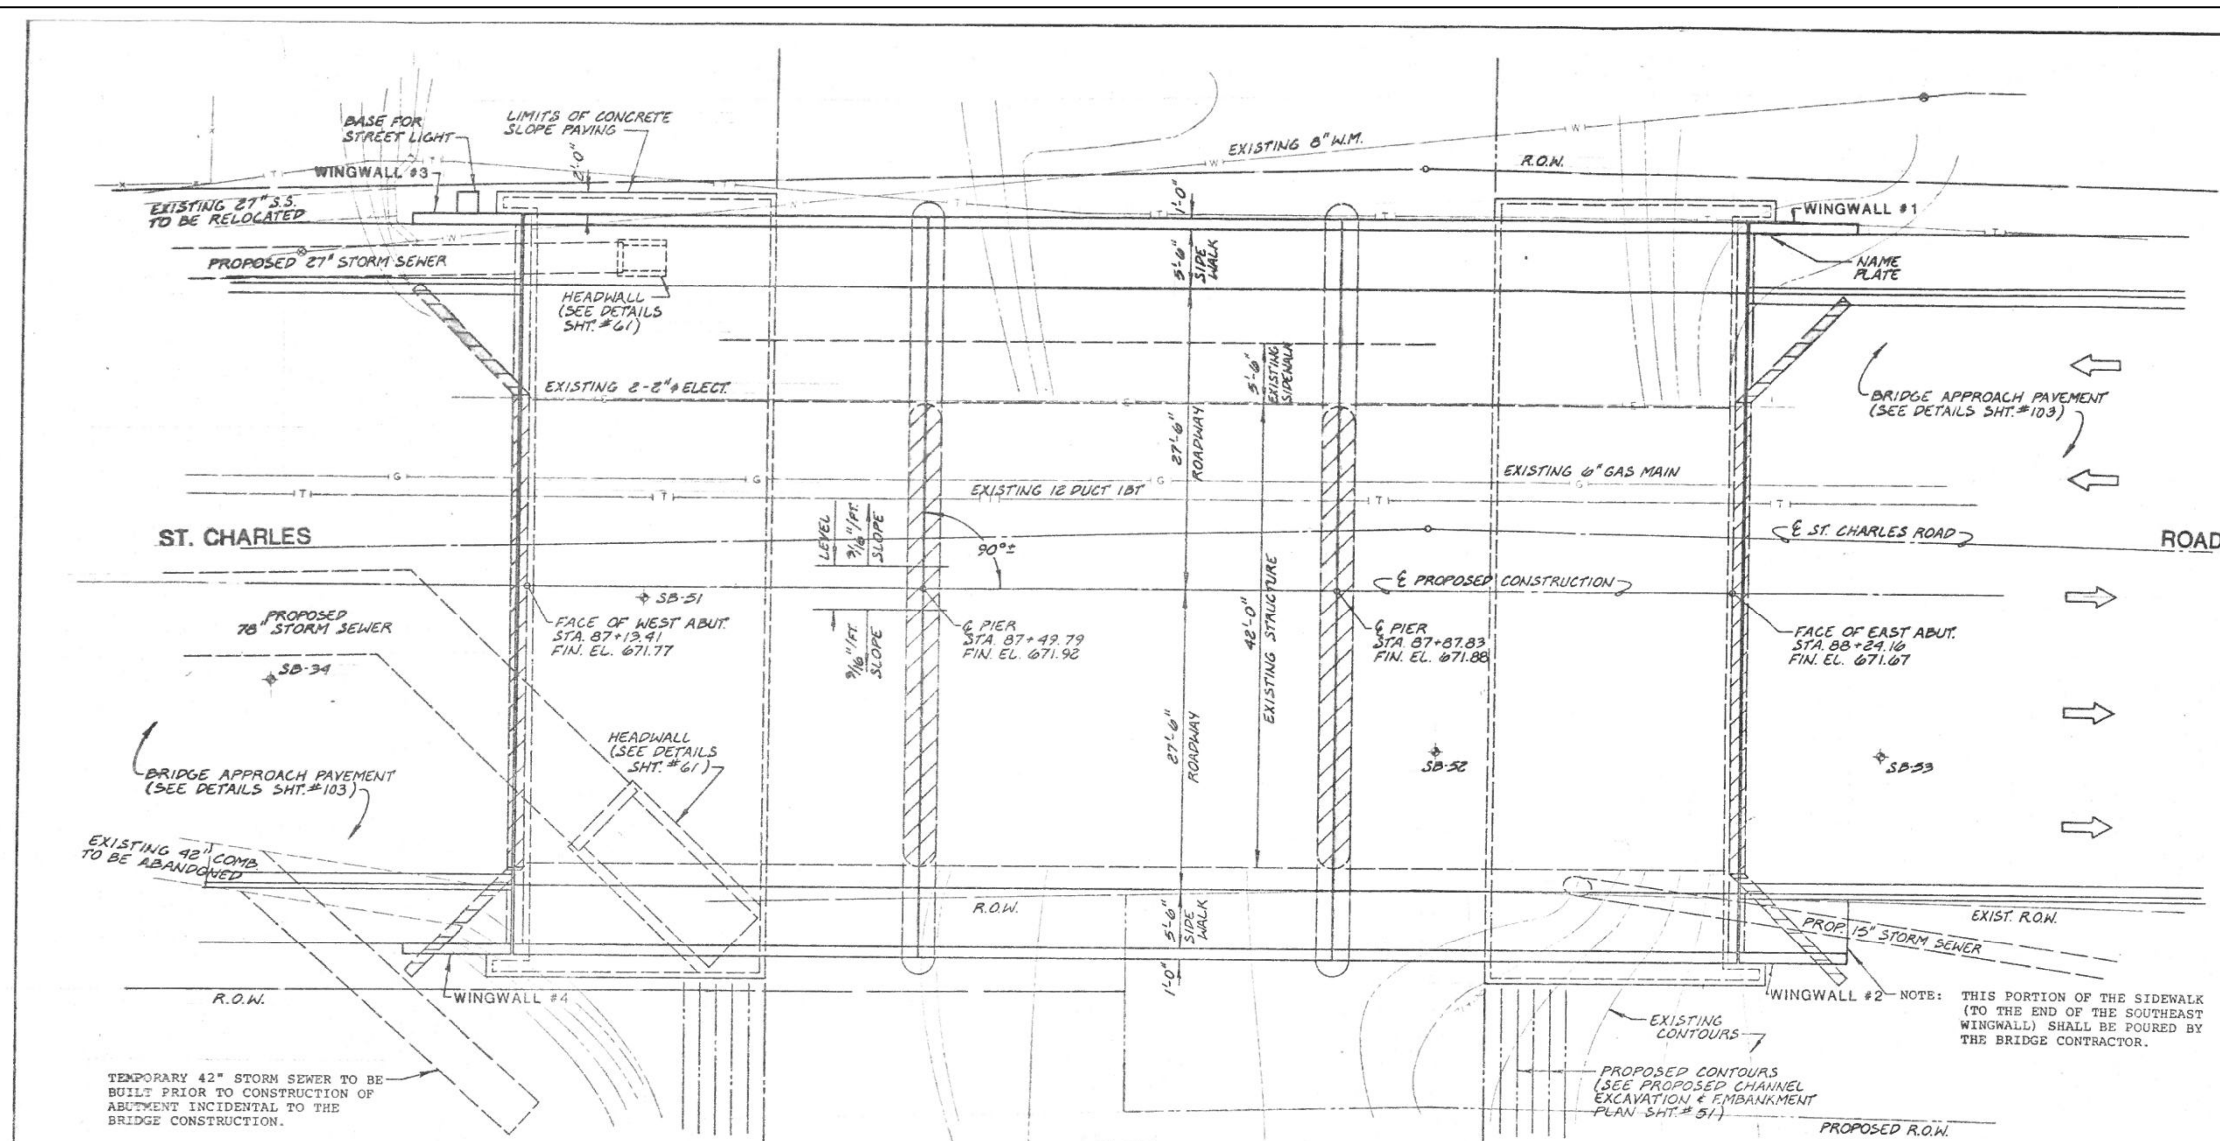 BASE FOR
STREET LIGHT
LIMITS OF CONCRETE
SLOPE PAVING
2'-0"
WINGWALL #3
EXISTING 27" S.S.
TO BE RELOCATED
PROPOSED 27" STORM SEWER
HEADWALL
(SEE DETAILS
SHT. #61)
EXISTING 8" W.M.
R.O.W.
1'-0"
5'-6"
SIDE
WALK
WINGWALL #1
NAME
PLATE
EXISTING 2-2"φ ELECT.
5'-6"
EXISTING
SIDEWALK
27'-6"
ROADWAY
BRIDGE APPROACH PAVEMENT
(SEE DETAILS SHT. #103)
EXISTING 12 DUCT IBT
EXISTING 6" GAS MAIN
ST. CHARLES
ROAD
LEVEL
9/16"/FT.
SLOPE
90°±
℄ ST. CHARLES ROAD
℄ PROPOSED CONSTRUCTION
SB-51
PROPOSED
78" STORM SEWER
FACE OF WEST ABUT.
STA. 87+13.41
FIN. EL. 671.77
9/16"/FT.
SLOPE
℄ PIER
STA. 87+49.79
FIN. EL. 671.92
42'-0"
EXISTING STRUCTURE
℄ PIER
STA. 87+87.83
FIN. EL. 671.88
FACE OF EAST ABUT.
STA. 88+24.16
FIN. EL. 671.67
SB-34
HEADWALL
(SEE DETAILS
SHT. #61)
27'-6"
ROADWAY
SB-52
SB-53
BRIDGE APPROACH PAVEMENT
(SEE DETAILS SHT. #103)
EXISTING 42" COMB.
TO BE ABANDONED
R.O.W.
5'-6"
SIDE
WALK
1'-0"
EXIST. R.O.W.
PROP. 15" STORM SEWER
R.O.W.
WINGWALL #4
WINGWALL #2
NOTE: THIS PORTION OF THE SIDEWALK
(TO THE END OF THE SOUTHEAST
WINGWALL) SHALL BE POURED BY
THE BRIDGE CONTRACTOR.
EXISTING
CONTOURS
TEMPORARY 42" STORM SEWER TO BE
BUILT PRIOR TO CONSTRUCTION OF
ABUTMENT INCIDENTAL TO THE
BRIDGE CONSTRUCTION.
PROPOSED CONTOURS
(SEE PROPOSED CHANNEL
EXCAVATION & EMBANKMENT
PLAN SHT. #51)
PROPOSED R.O.W.